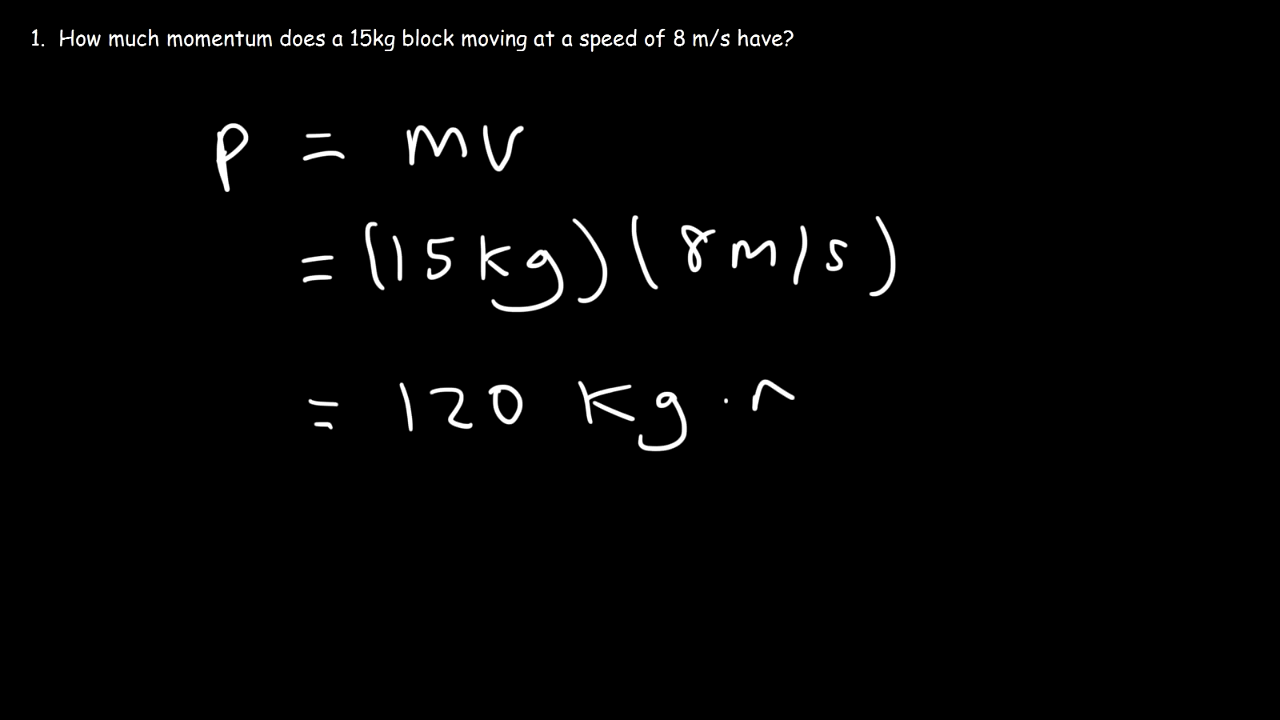 1. How much momentum does a 15kg block moving at a speed of 8 m/s have?
p = mv
= (15kg) (8m/s)
= 120 kg ·